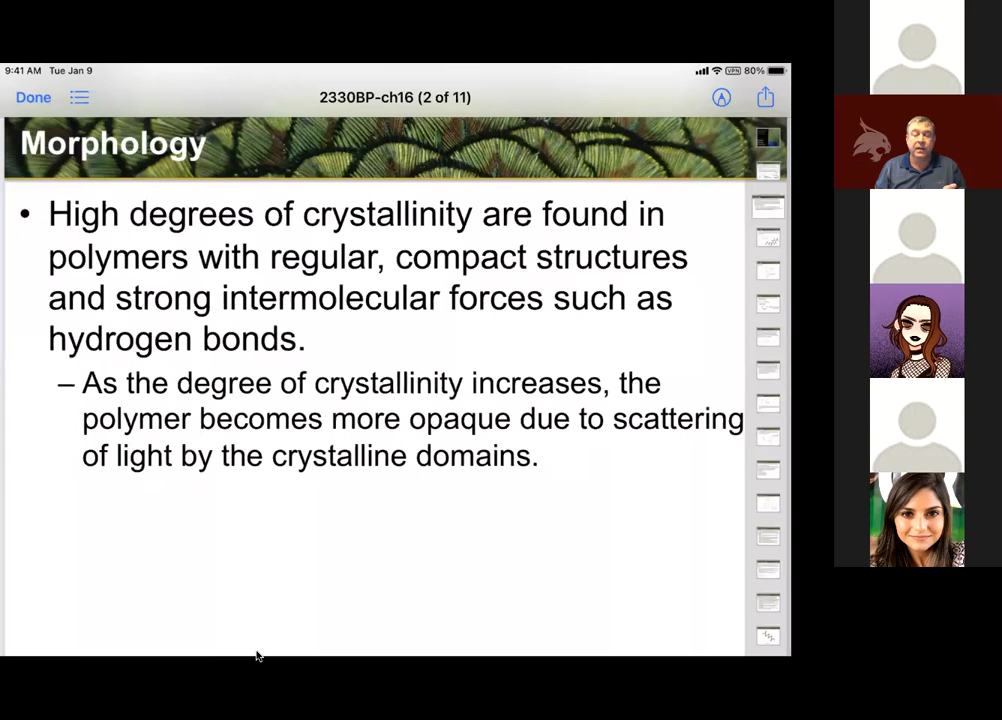 9:41 AM Tue Jan 9
VPN 80%
Done
2330BP-ch16 (2 of 11)
Morphology
• High degrees of crystallinity are found in
polymers with regular, compact structures
and strong intermolecular forces such as
hydrogen bonds.
– As the degree of crystallinity increases, the
polymer becomes more opaque due to scattering
of light by the crystalline domains.